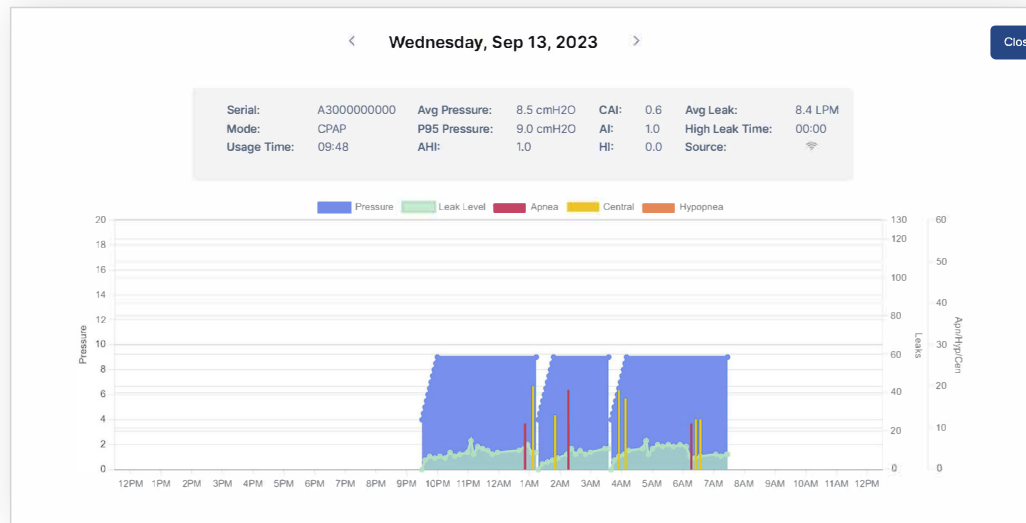 Wednesday, Sep 13, 2023
Clos
Serial: A3000000000 Avg Pressure: 8.5 cmH2O CAI: 0.6 Avg Leak: 8.4 LPM
Mode: CPAP P95 Pressure: 9.0 cmH2O AI: 1.0 High Leak Time: 00:00
Usage Time: 09:48 AHI: 1.0 HI: 0.0 Source:
Pressure Leak Level Apnea Central Hypopnea
20 130 60
18 120
16 50
14 100
12 40
80
10 30
8 60
6 40 20
4 20 10
2
0 0 0
Pressure
Leaks
Apn/Hyp/Cen
12PM 1PM 2PM 3PM 4PM 5PM 6PM 7PM 8PM 9PM 10PM 11PM 1AM 2AM 3AM 4AM 5AM 6AM 7AM 8AM 9AM 10AM 11AM 12PM